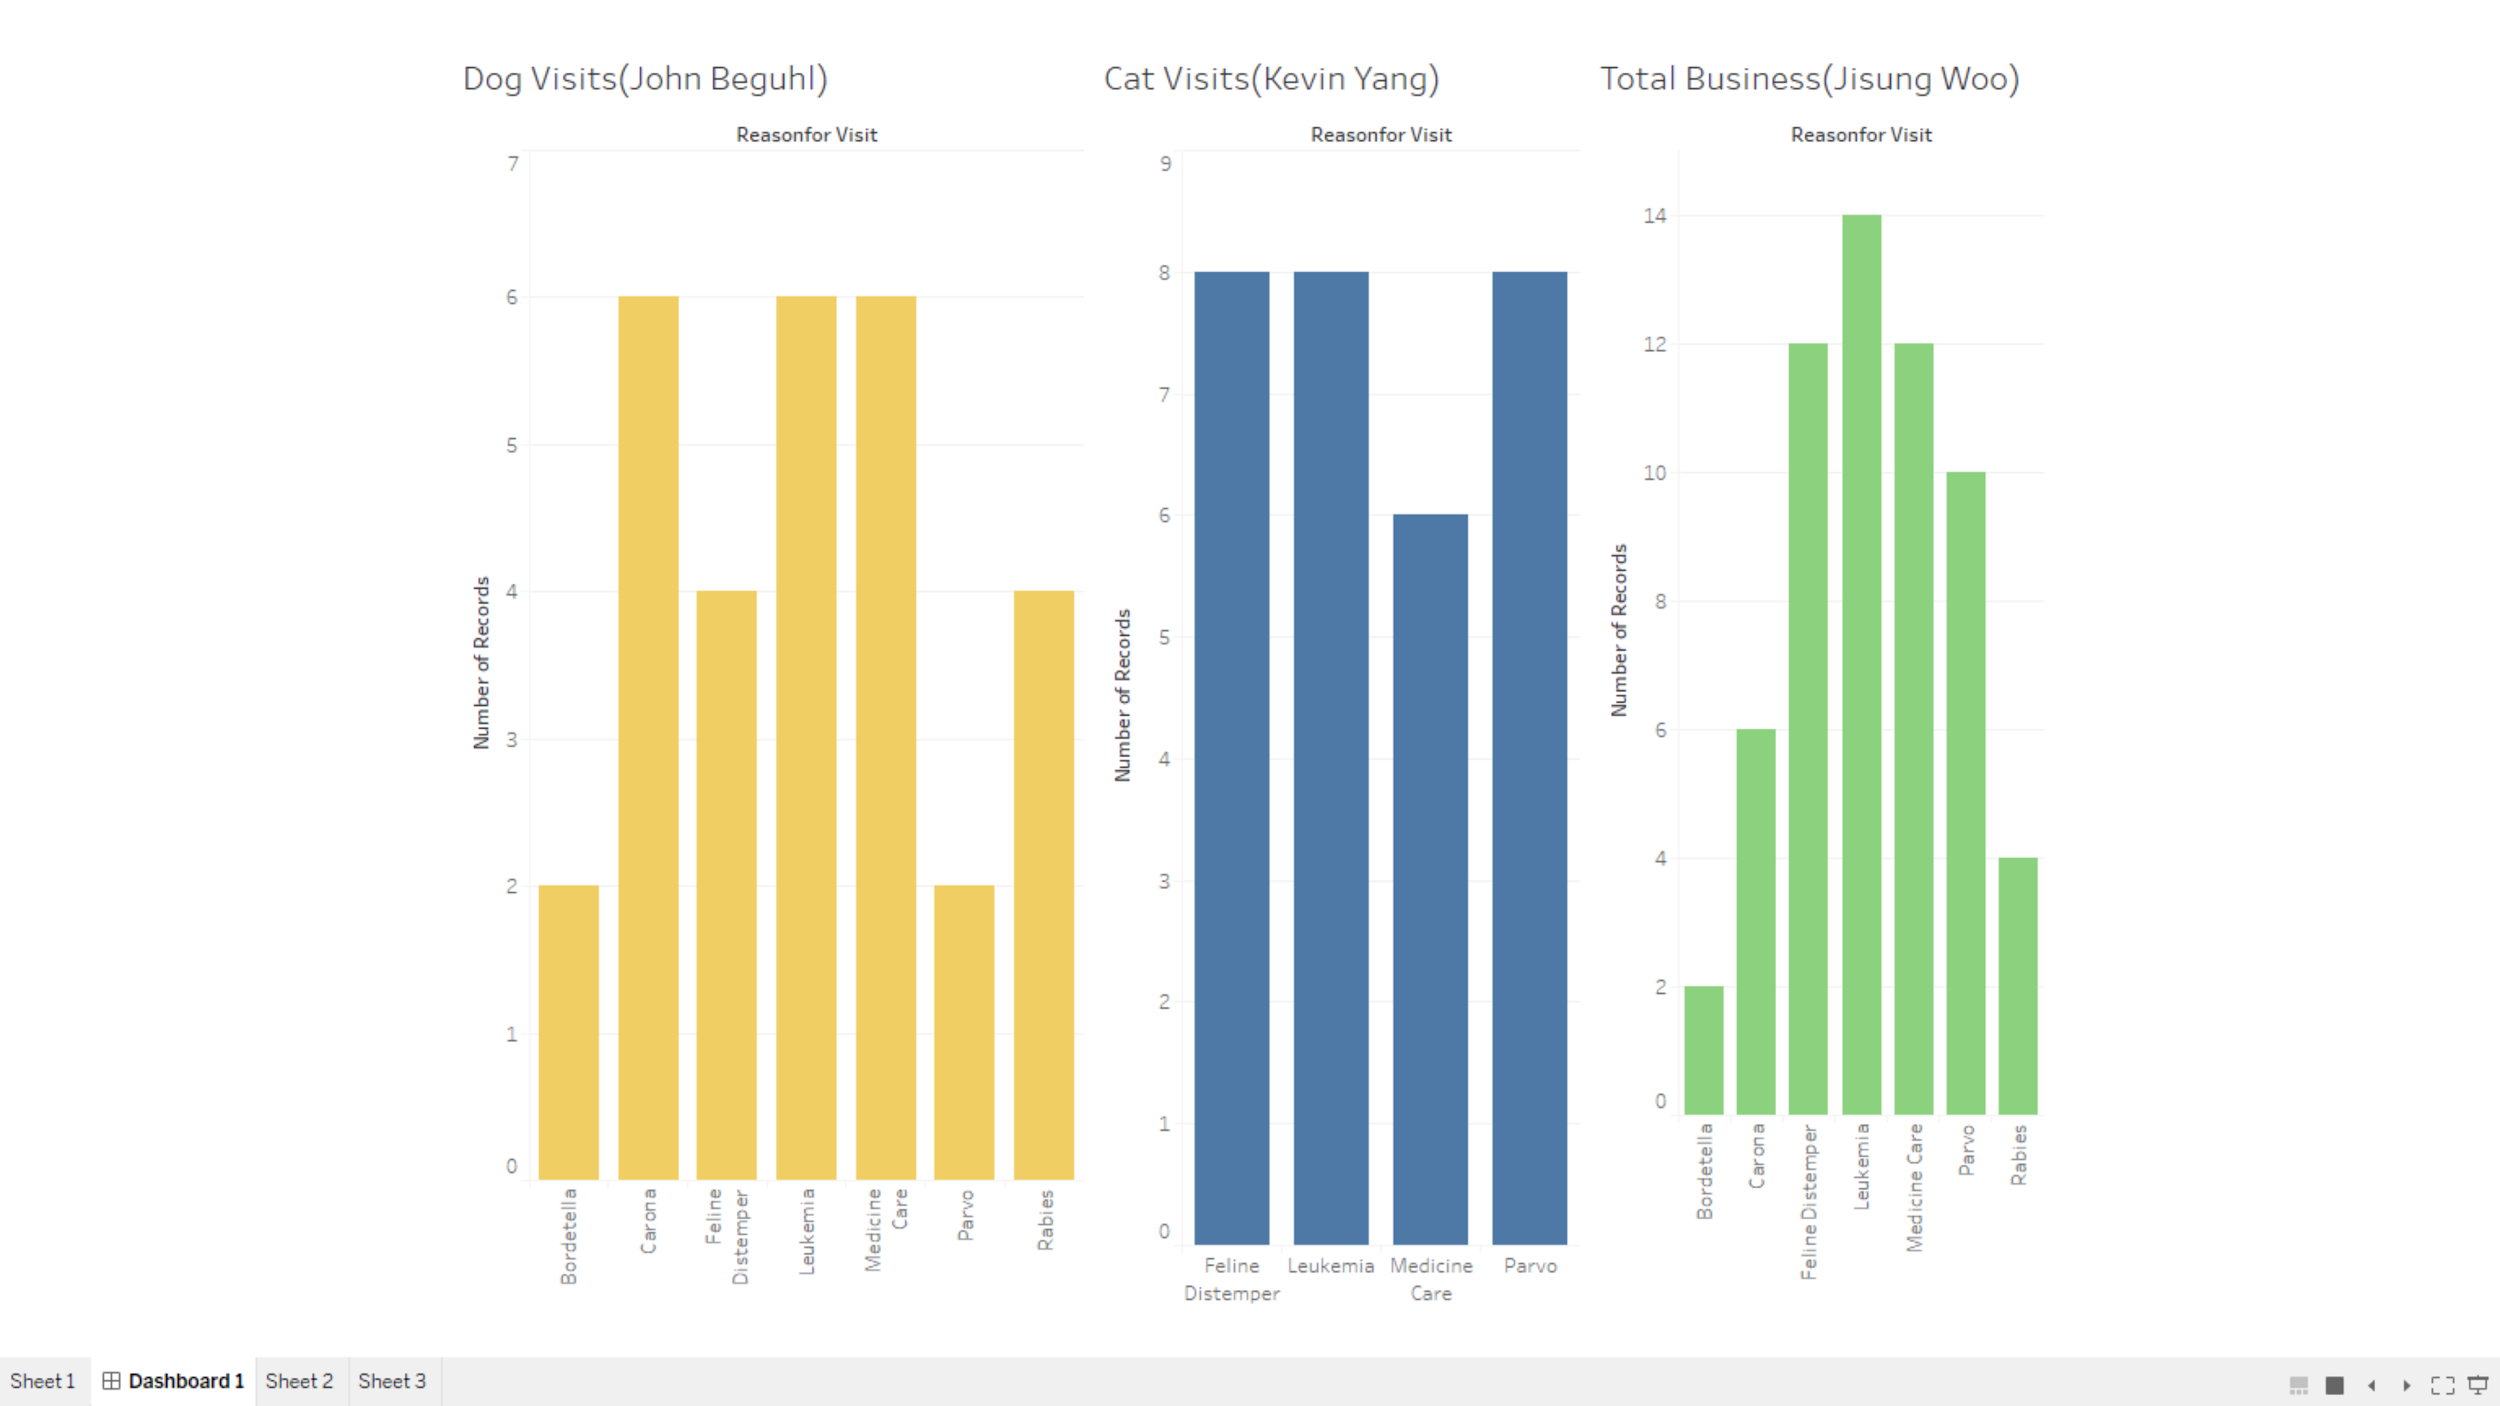 Dog Visits(John Beguhl)
Reasonfor Visit
7
6
5
4
3
2
1
0
Number of Records
Bordetella
Carona
Feline
Distemper
Leukemia
Medicine
Care
Parvo
Rabies
Cat Visits(Kevin Yang)
Reasonfor Visit
9
8
7
6
5
4
3
2
1
0
Number of Records
Feline
Distemper
Leukemia
Medicine
Care
Parvo
Total Business(Jisung Woo)
Reasonfor Visit
14
12
10
8
6
4
2
0
Number of Records
Bordetella
Carona
Feline Distemper
Leukemia
Medicine Care
Parvo
Rabies
Sheet 1
Dashboard 1
Sheet 2
Sheet 3